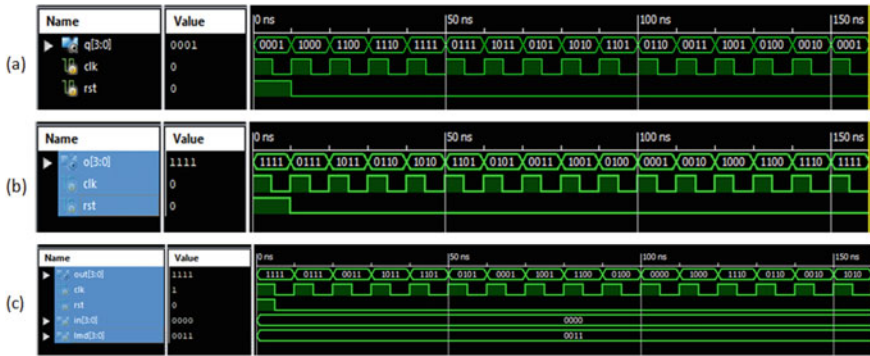 Name Value 0 ns 50 ns 100 ns 150 ns
q[3:0] 0001 0001 1000 1100 1110 1111 0111 1011 0101 1010 1101 0110 0011 1001 0100 0010 0001
(a) clk 0
rst 0
Name Value 0 ns 50 ns 100 ns 150 ns
o[3:0] 1111 1111 0111 1011 0110 1010 1101 0101 0011 1001 0100 0001 0010 1000 1100 1110 1111
(b) clk 0
rst 0
Name Value 0 ns 50 ns 100 ns 150 ns
out[3:0] 1111 1111 0111 0011 1011 1101 0101 0001 1001 1100 0100 0000 1000 1110 0110 0010 1010
(c) clk 1
rst 0
in[3:0] 0000 0000
lmd[3:0] 0011 0011